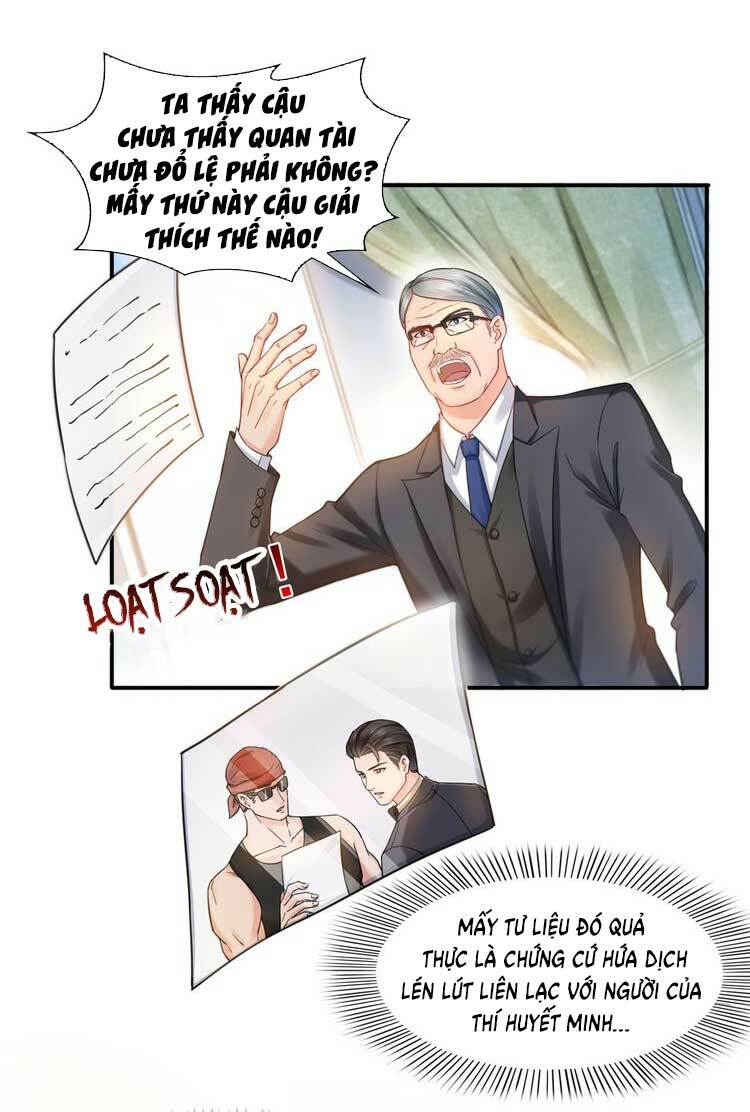 TA THẤY CẬU
CHƯA THẤY QUAN TÀI
CHƯA ĐỔ LỆ PHẢI KHÔNG?
MẤY THỨ NÀY CẬU GIẢI
THÍCH THẾ NÀO!
LOẠT SOẠT!
MẤY TƯ LIỆU ĐÓ QUẢ
THỰC LÀ CHỨNG CỨ HỨA DỊCH
LÉN LÚT LIÊN LẠC VỚI NGƯỜI CỦA
THÍ HUYẾT MINH...